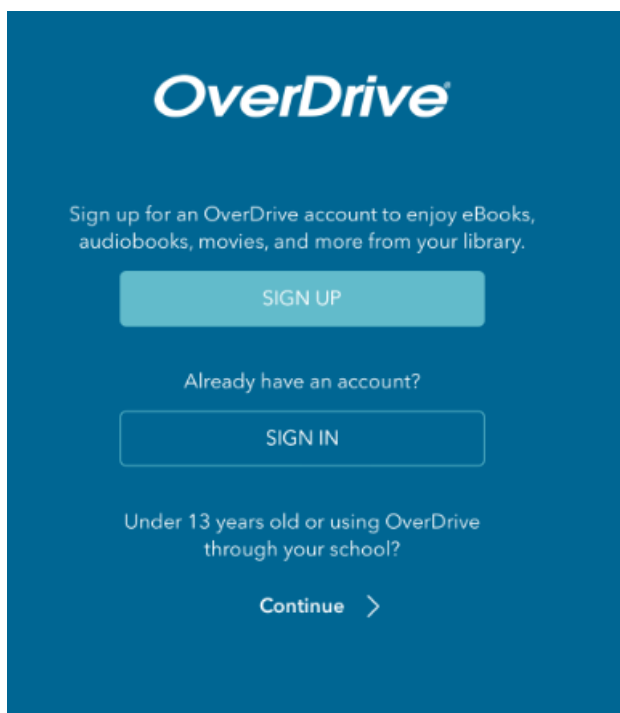 OverDrive®
Sign up for an OverDrive account to enjoy eBooks,
audiobooks, movies, and more from your library.
SIGN UP
Already have an account?
SIGN IN
Under 13 years old or using OverDrive
through your school?
Continue >